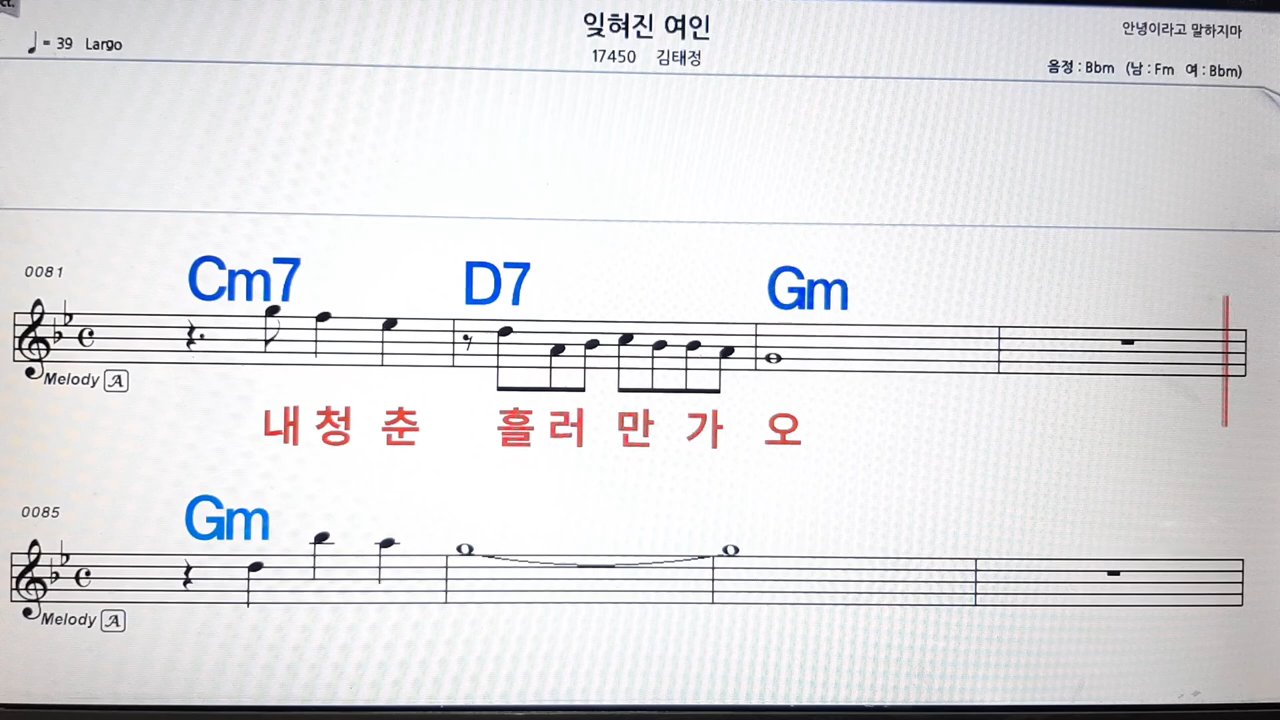 ct.
잊혀진 여인
안녕이라고 말하지마
♩ = 39 Largo
17450 김태정
음정 : Bbm (남 : Fm 여 : Bbm)
0081
Cm7 D7 Gm
Melody A
내 청 춘 흘 러 만 가 오
0085
Gm
Melody A